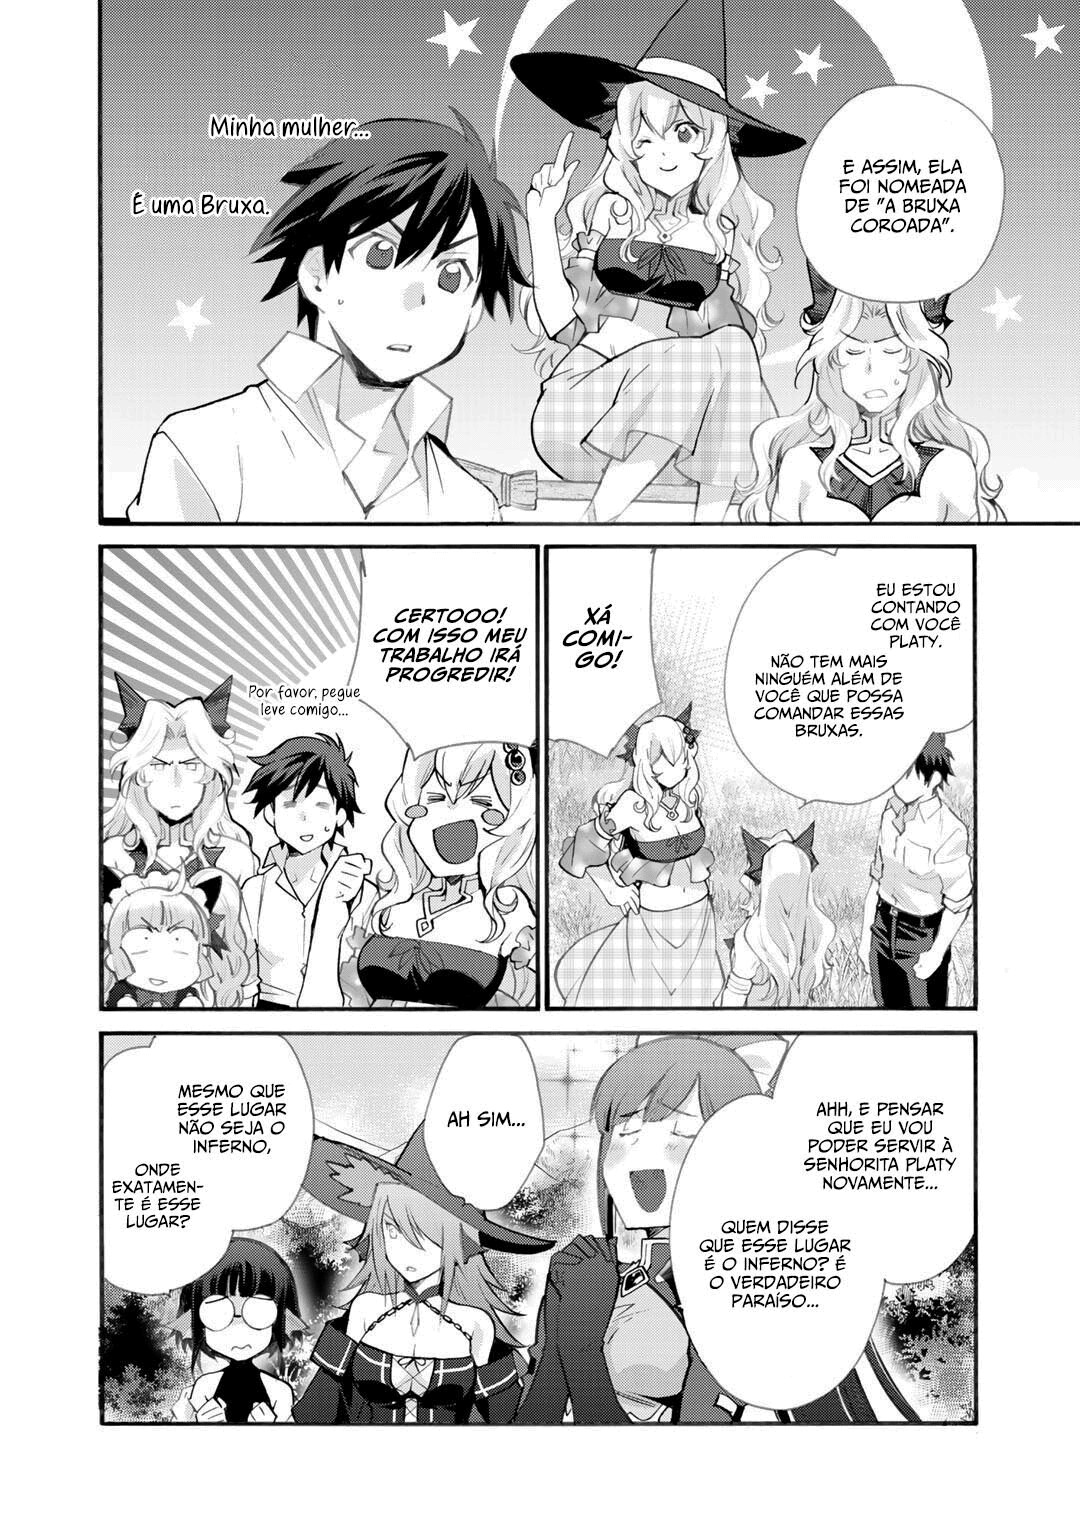 E ASSIM, ELA
FOI NOMEADA
DE "A BRUXA
COROADA".
Minha mulher...
É uma Bruxa.
EU ESTOU
CONTANDO
COM VOCÊ
PLATY.
NÃO TEM MAIS
NINGUÉM ALÉM DE
VOCÊ QUE POSSA
COMANDAR ESSAS
BRUXAS.
XÁ
COMI-
GO!
CERTOOO!
COM ISSO MEU
TRABALHO IRÁ
PROGREDIR!
Por favor, pegue
leve comigo...
AHH, E PENSAR
QUE EU VOU
PODER SERVIR À
SENHORITA PLATY
NOVAMENTE...
QUEM DISSE
QUE ESSE LUGAR
É O INFERNO? É
O VERDADEIRO
PARAÍSO...
AH SIM...
MESMO QUE
ESSE LUGAR
NÃO SEJA O
INFERNO,
ONDE
EXATAMEN-
TE É ESSE
LUGAR?